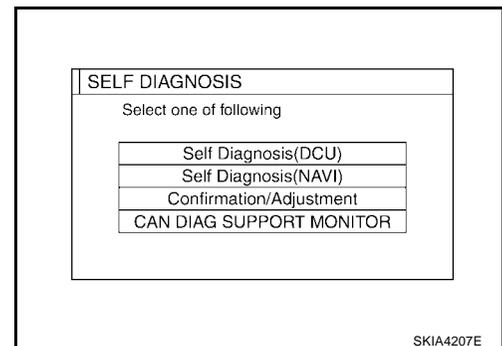 SELF DIAGNOSIS
Select one of following
Self Diagnosis(DCU)
Self Diagnosis(NAVI)
Confirmation/Adjustment
CAN DIAG SUPPORT MONITOR
SKIA4207E